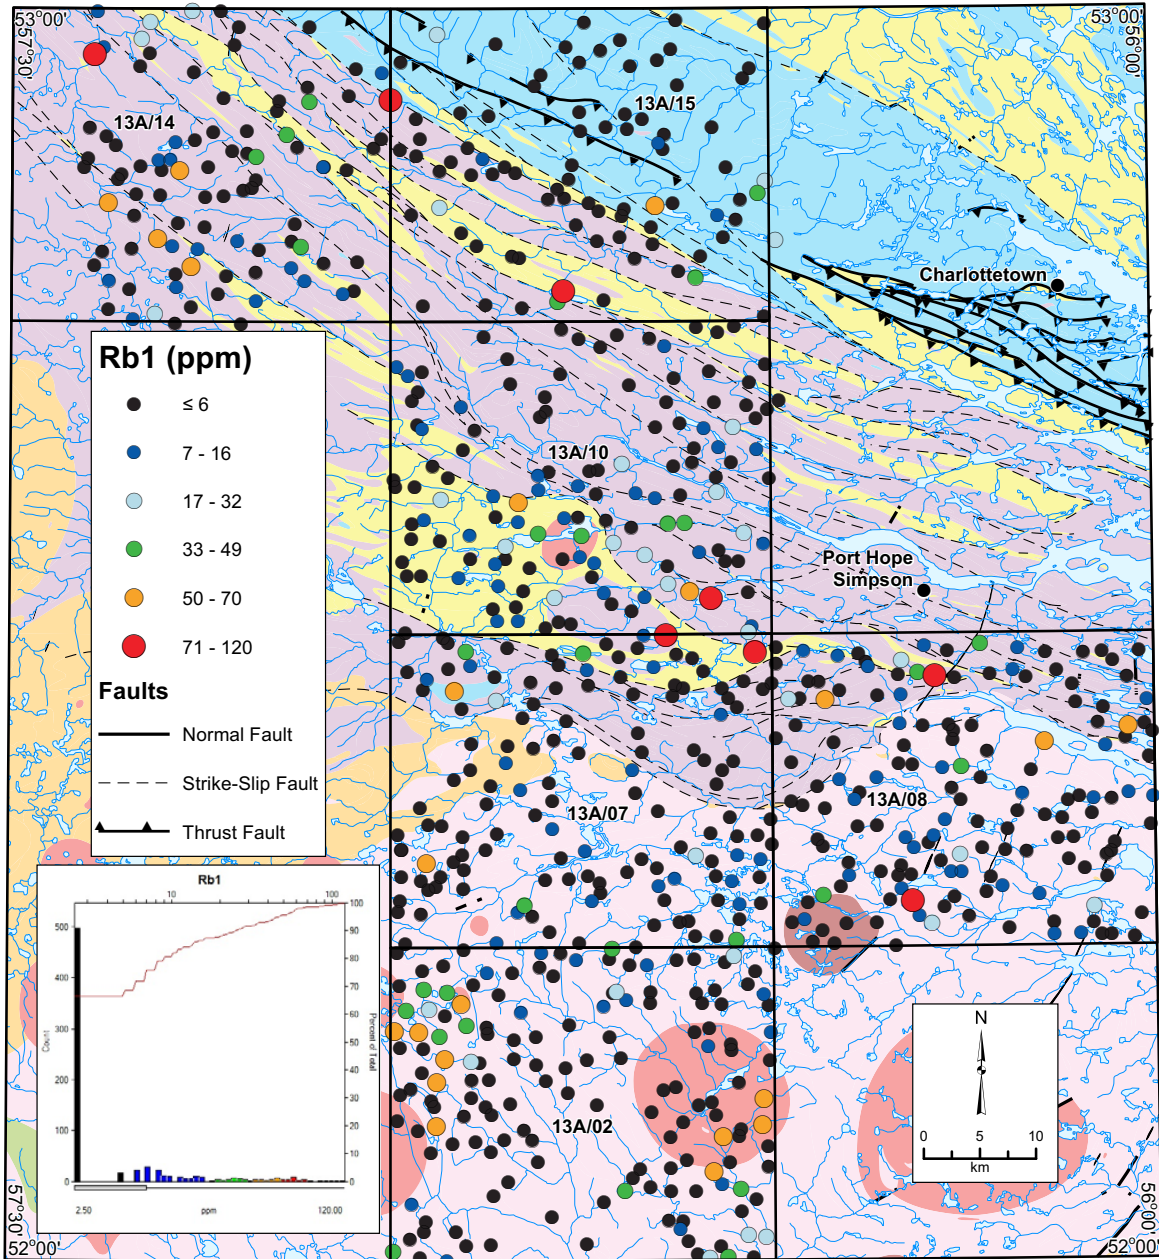 53°00'
57°30'
53°00'
56°00'
13A/14
13A/15
Charlottetown
Rb1 (ppm)
≤ 6
7 - 16
17 - 32
33 - 49
50 - 70
71 - 120
Faults
Normal Fault
Strike-Slip Fault
Thrust Fault
13A/10
Port Hope
Simpson
13A/07
13A/08
Rb1
10
100
500
400
300
200
100
0
Count
100
90
80
70
60
50
40
30
20
10
0
Percent of Total
2.50
ppm
120.00
13A/02
N
0
5
10
km
57°30'
52°00'
56°00'
52°00'